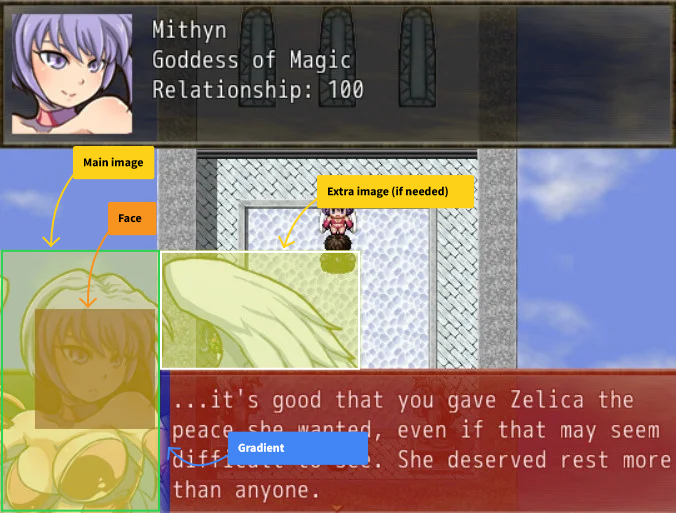 Mithyn
Goddess of Magic
Relationship: 100
Main image
Extra image (if needed)
Face
...it's good that you gave Zelica the
peace she wanted, even if that may seem
Gradient
difficult to see. She deserved rest more
than anyone.